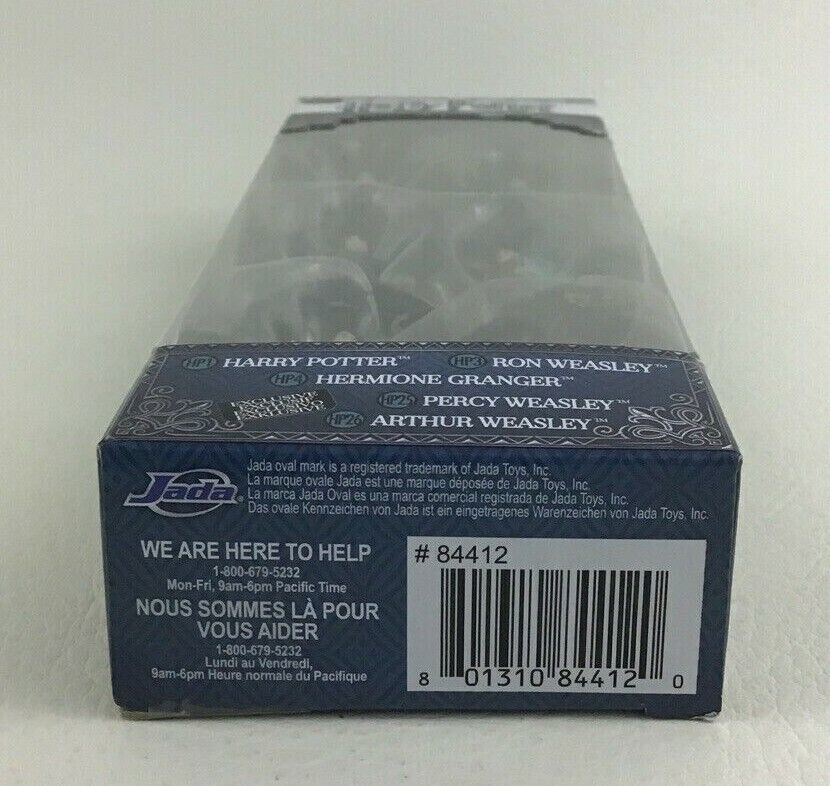 HP1 HARRY POTTER™ HP3 RON WEASLEY™
HP4 HERMIONE GRANGER™
HP25 PERCY WEASLEY™
HP26 ARTHUR WEASLEY™
EXCLUSIVE
EXCLUSIVE
EXCLUSIVE
Jada®
Jada oval mark is a registered trademark of Jada Toys, Inc.
La marque ovale Jada est une marque déposée de Jada Toys, Inc.
La marca Jada Oval es una marca comercial registrada de Jada Toys, Inc.
Das ovale Kennzeichen von Jada ist ein eingetragenes Warenzeichen von Jada Toys, Inc.
WE ARE HERE TO HELP
1-800-679-5232
Mon-Fri, 9am-6pm Pacific Time
NOUS SOMMES LÀ POUR
VOUS AIDER
1-800-679-5232
Lundi au Vendredi,
9am-6pm Heure normale du Pacifique
# 84412
8 01310 84412 0